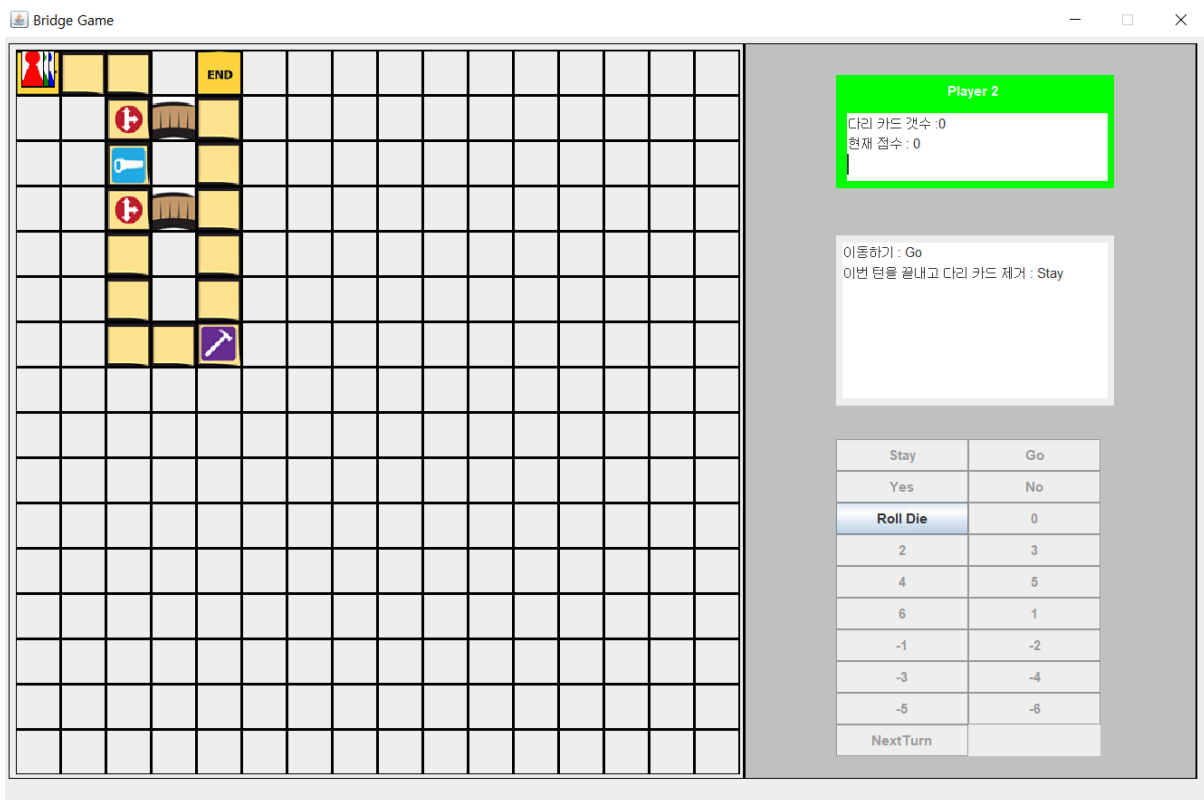 Bridge Game
END
Player 2
다리 카드 갯수 :0
현재 점수 : 0
이동하기 : Go
이번 턴을 끝내고 다리 카드 제거 : Stay
Stay Go
Yes No
Roll Die 0
2 3
4 5
6 1
-1 -2
-3 -4
-5 -6
NextTurn